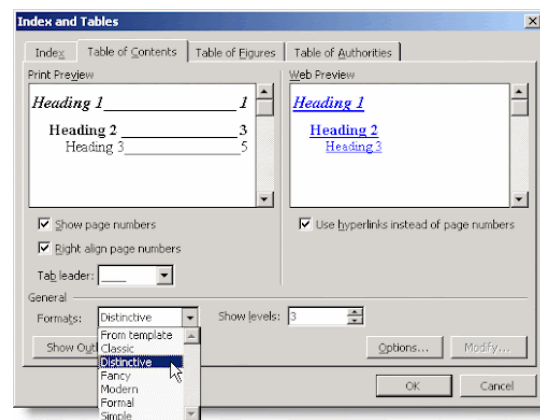 Index and Tables
Index Table of Contents Table of Figures Table of Authorities
Print Preview
Heading 1 1
Heading 2 3
Heading 3 5
Web Preview
Heading 1
Heading 2
Heading 3
Show page numbers
Right align page numbers
Tab leader:
Use hyperlinks instead of page numbers
General
Formats: Distinctive Show levels: 3
From template
Classic
Distinctive
Fancy
Modern
Formal
Simple
Show Outl
Options... Modify...
OK Cancel